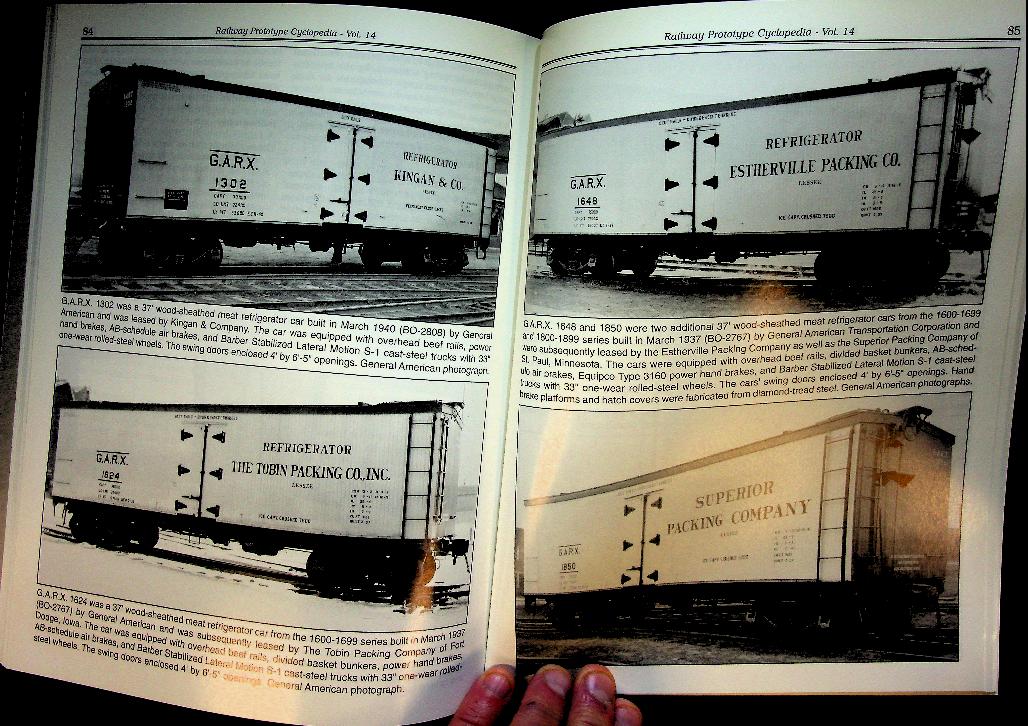 84
Railway Prototype Cyclopedia - Vol. 14
G.A.R.X.
1302
REFRIGERATOR
KINGAN & CO.
LESSEE
G.A.R.X. 1302 was a 37' wood-sheathed meat refrigerator car built in March 1940 (BO-2808) by General
American and was leased by Kingan & Company. The car was equipped with overhead beef rails, power
hand brakes, AB-schedule air brakes, and Barber Stabilized Lateral Motion S-1 cast-steel trucks with 33"
one-wear rolled-steel wheels. The swing doors enclosed 4' by 6'-5" openings. General American photograph.
G.A.R.X.
1624
REFRIGERATOR
THE TOBIN PACKING CO., INC.
LESSEE
ICE CAPY. CRUSHED 7200
G.A.R.X. 1624 was a 37' wood-sheathed meat refrigerator car from the 1600-1699 series built in March 1937
(BO-2767) by General American and was subsequently leased by The Tobin Packing Company of Fort
Dodge, Iowa. The car was equipped with overhead beef rails, divided basket bunkers, power hand brakes,
AB-schedule air brakes, and Barber Stabilized Lateral Motion S-1 cast-steel trucks with 33" one-wear rolled-
steel wheels. The swing doors enclosed 4' by 6'-5" openings. General American photograph.
Railway Prototype Cyclopedia - Vol. 14
85
G.A.R.X.
1648
REFRIGERATOR
ESTHERVILLE PACKING CO.
LESSEE
ICE CAPY. CRUSHED 7200
G.A.R.X. 1648 and 1850 were two additional 37' wood-sheathed meat refrigerator cars from the 1600-1699
and 1800-1899 series built in March 1937 (BO-2767) by General American Transportation Corporation and
were subsequently leased by the Estherville Packing Company as well as the Superior Packing Company of
St. Paul, Minnesota. The cars were equipped with overhead beef rails, divided basket bunkers, AB-sched-
ule air brakes, Equipco Type 3160 power hand brakes, and Barber Stabilized Lateral Motion S-1 cast-steel
trucks with 33" one-wear rolled-steel wheels. The cars' swing doors enclosed 4' by 6'-5" openings. Hand
brake platforms and hatch covers were fabricated from diamond-tread steel. General American photographs.
SUPERIOR
PACKING COMPANY
G.A.R.X.
1850